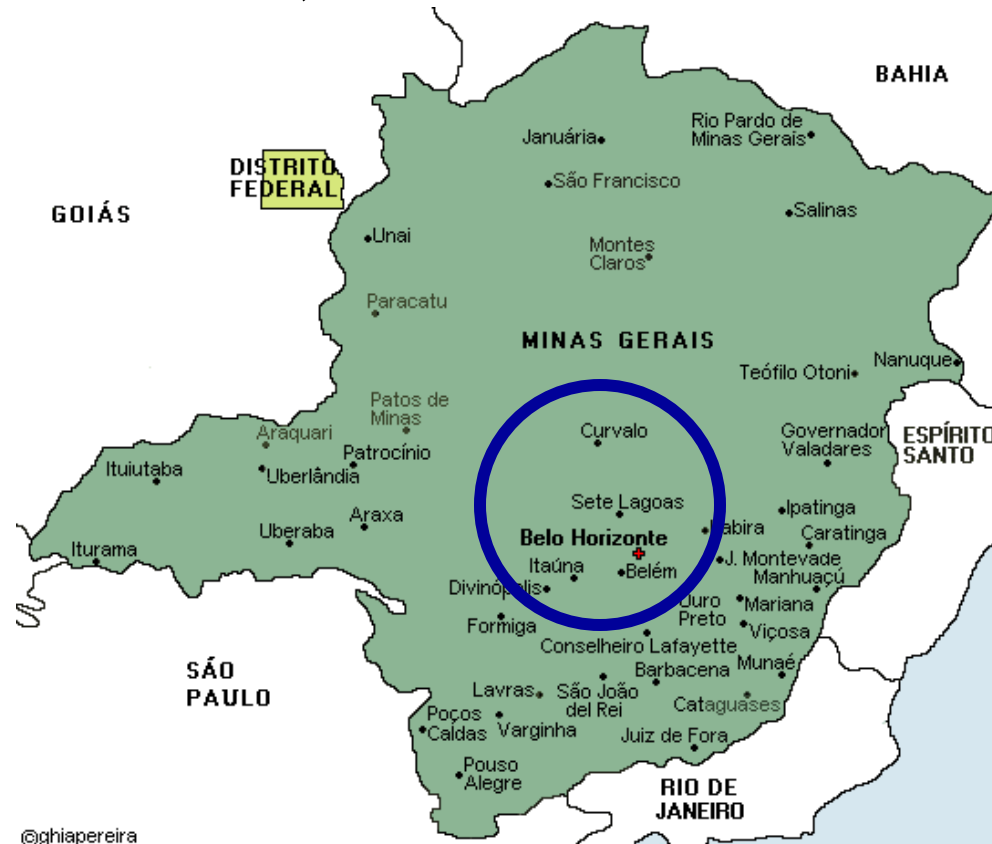 BAHIA
Rio Pardo de
Minas Gerais
Januária
DISTRITO
FEDERAL
São Francisco
GOIÁS
Salinas
Unai
Montes
Claros
Paracatu
MINAS GERAIS
Nanuque
Teófilo Otoni
Patos de
Minas
Araquari
Curvalo
Governador
Valadares
ESPÍRITO
SANTO
Patrocínio
Ituiutaba
Uberlândia
Sete Lagoas
Ipatinga
Araxa
Uberaba
Belo Horizonte
Caratinga
Iturama
Itaúna
Belém
J. Montevade
Manhuaçú
Divinópolis
Ouro
Preto
Mariana
Formiga
Viçosa
Conselheiro Lafayette
SÁO
PAULO
Barbacena
Munaé
Lavras
São João
del Rei
Cataguases
Poços
Caldas
Varginha
Juiz de Fora
Pouso
Alegre
RIO DE
JANEIRO
©ghiapereira